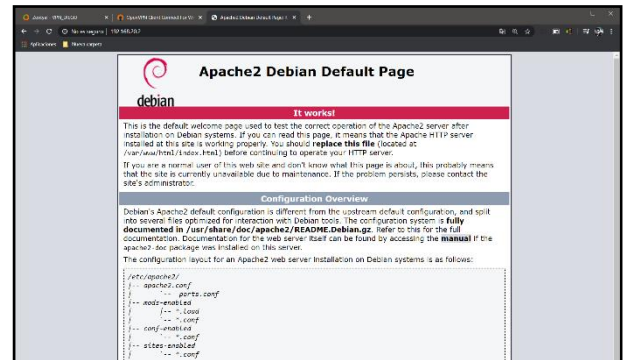 OpenVPN Client Connect For W
Apache2 Debian Default Page: It
No es seguro
192.168.20.2
Aplicaciones
Nueva carpeta
debian
Apache2 Debian Default Page
It works!
This is the default welcome page used to test the correct operation of the Apache2 server after
installation on Debian systems. If you can read this page, it means that the Apache HTTP server
installed at this site is working properly. You should replace this file (located at
/var/www/html/index.html) before continuing to operate your HTTP server.
If you are a normal user of this web site and don't know what this page is about, this probably means
that the site is currently unavailable due to maintenance. If the problem persists, please contact the
site's administrator.
Configuration Overview
Debian's Apache2 default configuration is different from the upstream default configuration, and split
into several files optimized for interaction with Debian tools. The configuration system is fully
documented in /usr/share/doc/apache2/README.Debian.gz. Refer to this for the full
documentation. Documentation for the web server itself can be found by accessing the manual if the
apache2-doc package was installed on this server.
The configuration layout for an Apache2 web server installation on Debian systems is as follows:
/etc/apache2/
|-- apache2.conf
|       `-- ports.conf
|-- mods-enabled
|       |-- *.load
|       `-- *.conf
|-- conf-enabled
|       `-- *.conf
|-- sites-enabled
|       `-- *.conf